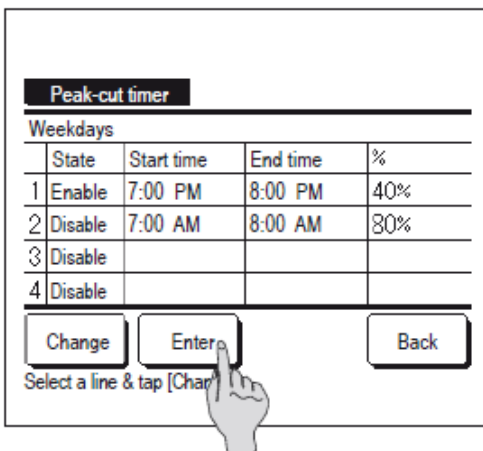 Peak-cut timer
Weekdays
State Start time End time %
1 Enable 7:00 PM 8:00 PM 40%
2 Disable 7:00 AM 8:00 AM 80%
3 Disable
4 Disable
Change Enter Back
Select a line & tap